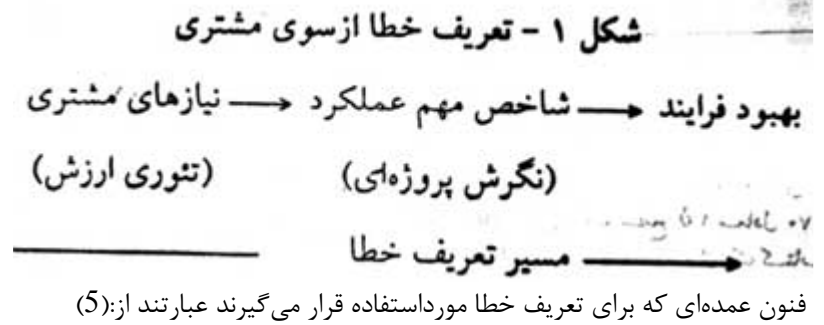 شکل ۱ - تعریف خطا ازسوی مشتری
بهبود فرایند ← شاخص مهم عملکرد ← نیازهای مشتری
(نگرش پروژه‌ای) (تئوری ارزش)
مسیر تعریف خطا
فنون عمده‌ای که برای تعریف خطا مورداستفاده قرار می‌گیرند عبارتند از:(5)